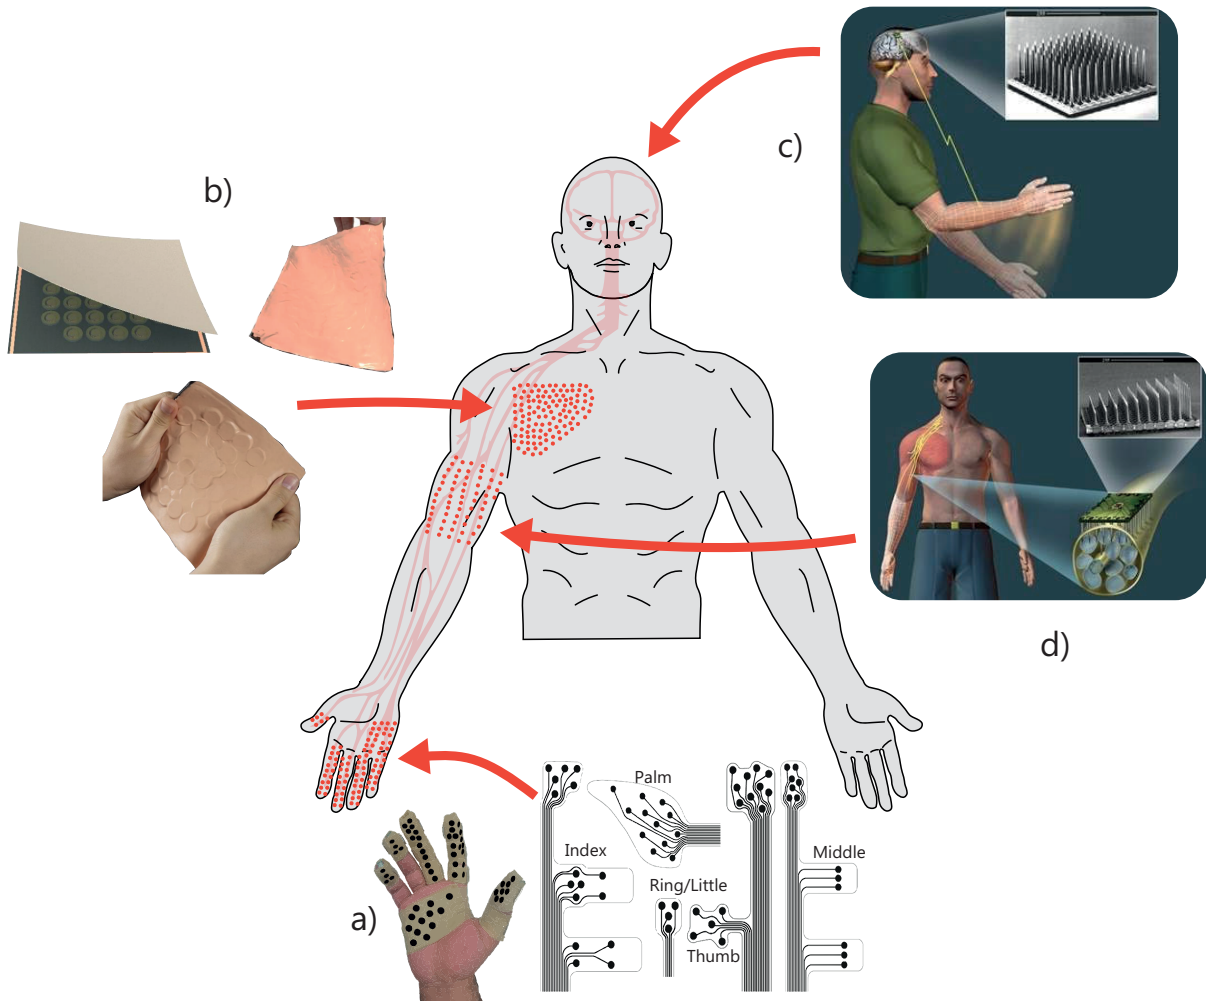 c)
b)
d)
Palm
Index
Middle
Ring/Little
a)
Thumb